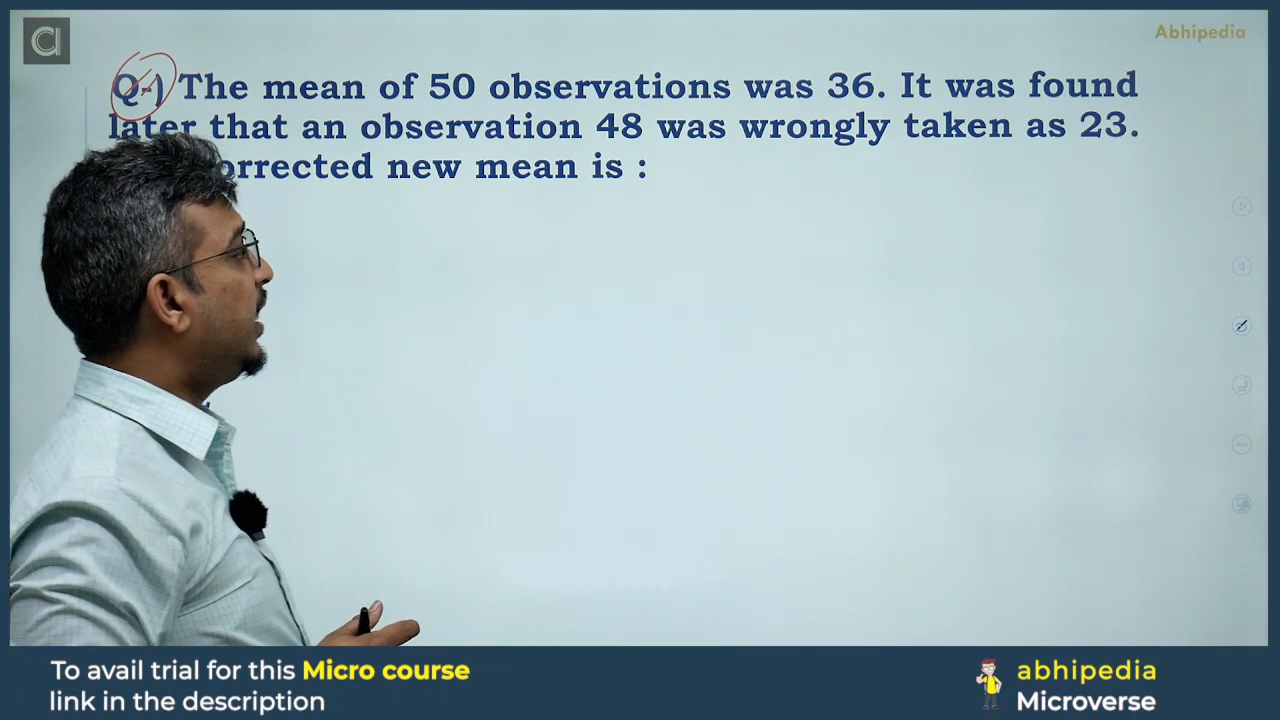 Abhipedia
Q-) The mean of 50 observations was 36. It was found
later that an observation 48 was wrongly taken as 23.
orrected new mean is :
To avail trial for this Micro course
link in the description
abhipedia
Microverse